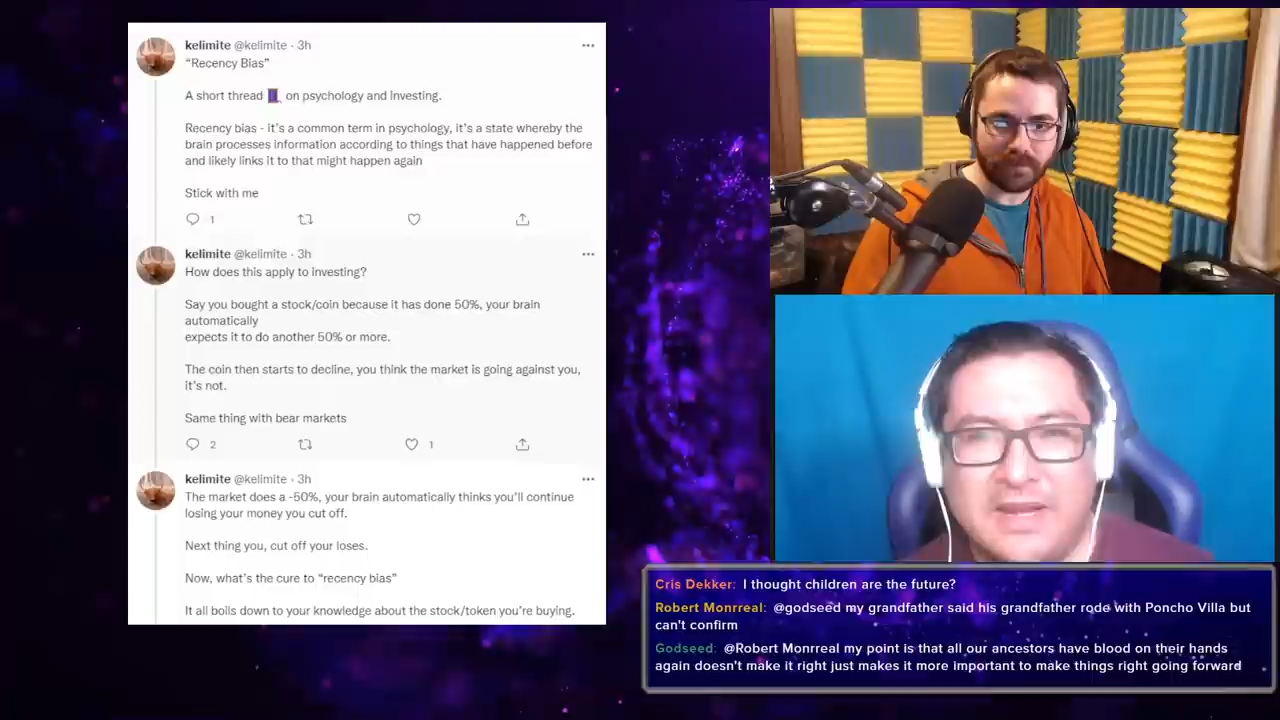 kelimite @kelimite · 3h
“Recency Bias”
A short thread 🧵 on psychology and investing.
Recency bias - it’s a common term in psychology, it’s a state whereby the
brain processes information according to things that have happened before
and likely links it to that might happen again
Stick with me
1
kelimite @kelimite · 3h
How does this apply to investing?
Say you bought a stock/coin because it has done 50%, your brain
automatically
expects it to do another 50% or more.
The coin then starts to decline, you think the market is going against you,
it’s not.
Same thing with bear markets
2 1
kelimite @kelimite · 3h
The market does a -50%, your brain automatically thinks you’ll continue
losing your money you cut off.
Next thing you, cut off your loses.
Now, what’s the cure to “recency bias”
It all boils down to your knowledge about the stock/token you’re buying.
Cris Dekker: I thought children are the future?
Robert Monrreal: @godseed my grandfather said his grandfather rode with Poncho Villa but
can't confirm
Godseed: @Robert Monrreal my point is that all our ancestors have blood on their hands
again doesn't make it right just makes it more important to make things right going forward